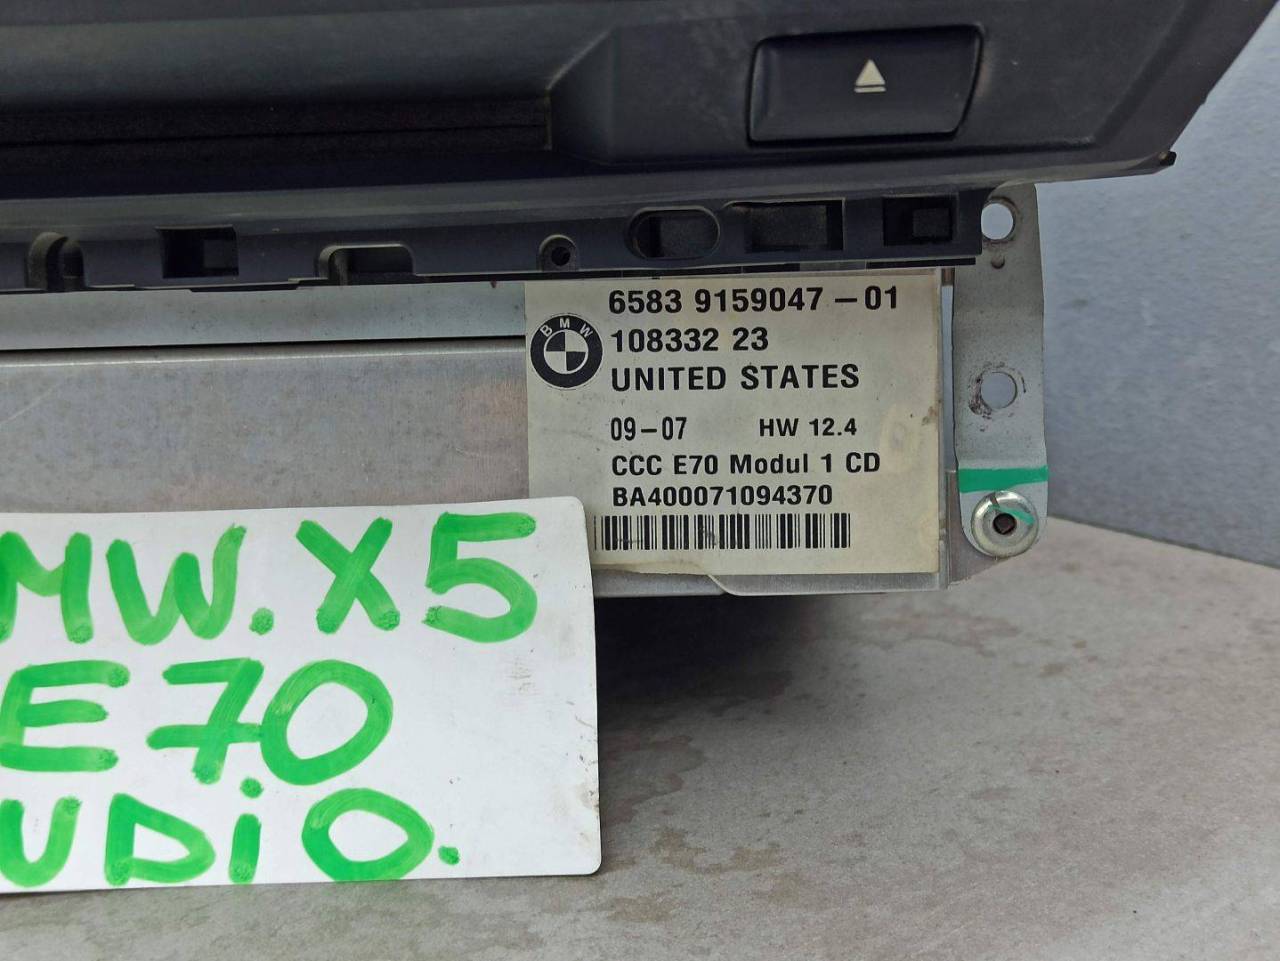 6583 9159047-01
BMW
108332 23
UNITED STATES
09-07 HW 12.4
CCC E70 Modul 1 CD
BA400071094370
MW.X5
E70
UDiO.